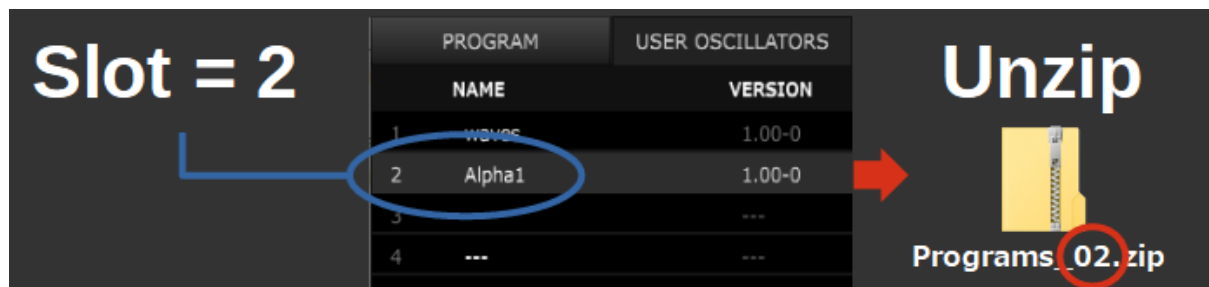 Slot = 2
PROGRAM USER OSCILLATORS
NAME VERSION
1 waves 1.00-0
2 Alpha1 1.00-0
3 ---
4 --- ---
Unzip
Programs_02.zip